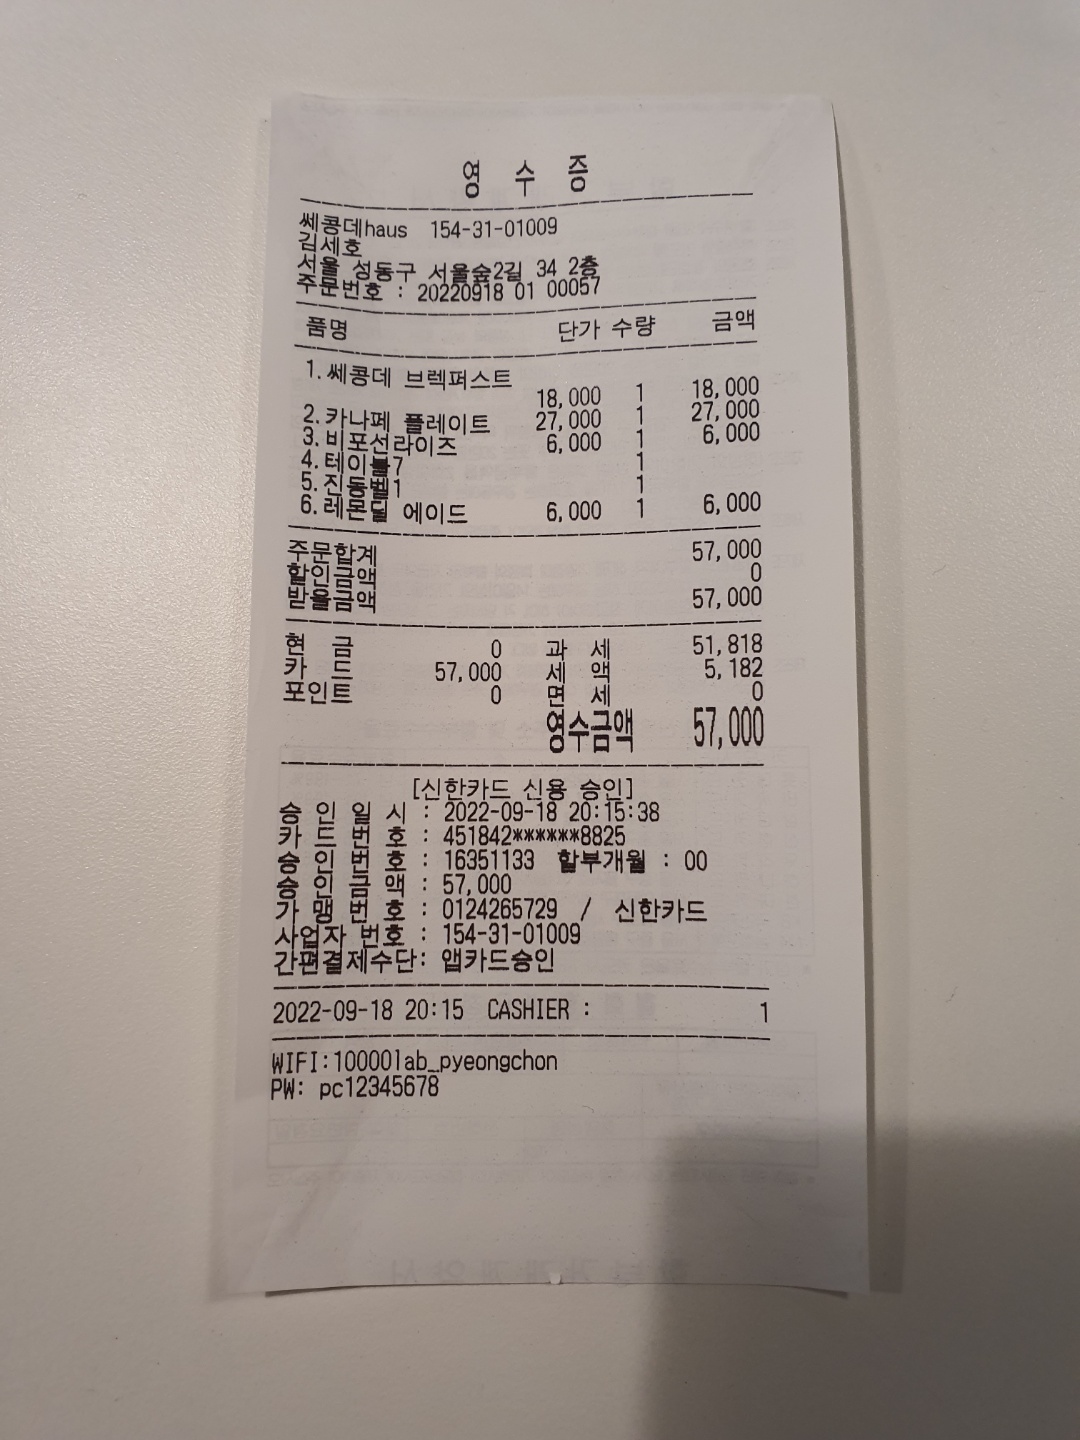 영 수 증
쎄콩데haus 154-31-01009
김세호
서울 성동구 서울숲2길 34 2층
주문번호 : 20220918 01 00057
품명 단가 수량 금액
1.쎄콩데 브렉퍼스트
18,000 1 18,000
2.카나페 플레이트 27,000 1 27,000
3.비포선라이즈 6,000 1 6,000
4.테이블7 1
5.진동벨1 1
6.레몬딜 에이드 6,000 1 6,000
주문합계 57,000
할인금액 0
받을금액 57,000
현 금 0 과 세 51,818
카 드 57,000 세 액 5,182
포인트 0 면 세 0
영수금액 57,000
[신한카드 신용 승인]
승 인 일 시 : 2022-09-18 20:15:38
카 드 번 호 : 451842******8825
승 인 번 호 : 16351133 할부개월 : 00
승 인 금 액 : 57,000
가 맹 번 호 : 0124265729 / 신한카드
사업자 번호 : 154-31-01009
간편결제수단: 앱카드승인
2022-09-18 20:15 CASHIER : 1
WIFI:10000lab_pyeongchon
PW: pc12345678